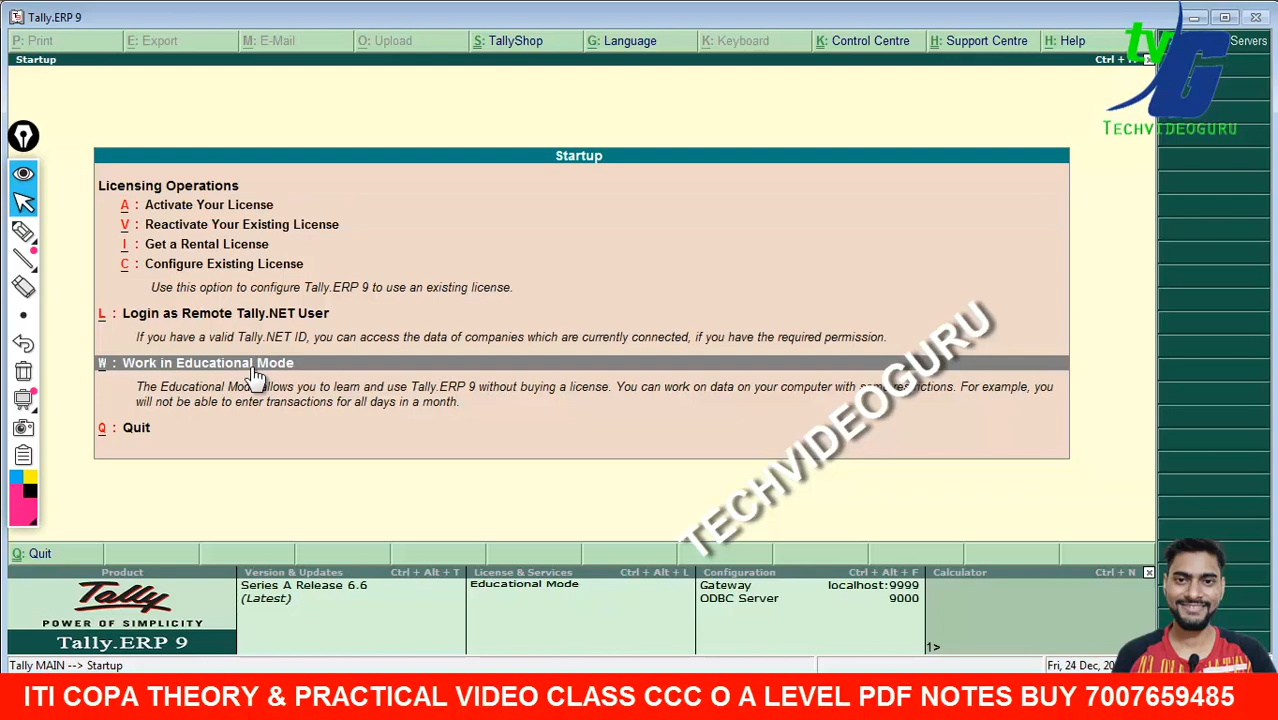 Tally.ERP 9
P: Print E: Export M: E-Mail O: Upload S: TallyShop G: Language K: Keyboard K: Control Centre H: Support Centre H: Help Servers
Startup Ctrl +
tvG
TECHVIDEOGURU
Startup
Licensing Operations
A : Activate Your License
V : Reactivate Your Existing License
I : Get a Rental License
C : Configure Existing License
Use this option to configure Tally.ERP 9 to use an existing license.
L : Login as Remote Tally.NET User
If you have a valid Tally.NET ID, you can access the data of companies which are currently connected, if you have the required permission.
W : Work in Educational Mode
The Educational Mode allows you to learn and use Tally.ERP 9 without buying a license. You can work on data on your computer with some restrictions. For example, you
will not be able to enter transactions for all days in a month.
Q : Quit
TECHVIDEOGURU
Q: Quit
Product Version & Updates Ctrl + Alt + T License & Services Ctrl + Alt + L Configuration Ctrl + Alt + F Calculator Ctrl + N
Tally
POWER OF SIMPLICITY
Tally.ERP 9
Series A Release 6.6
(Latest)
Educational Mode
Gateway localhost:9999
ODBC Server 9000
1>
Tally MAIN --> Startup Fri, 24 Dec,
ITI COPA THEORY & PRACTICAL VIDEO CLASS CCC O A LEVEL PDF NOTES BUY 7007659485